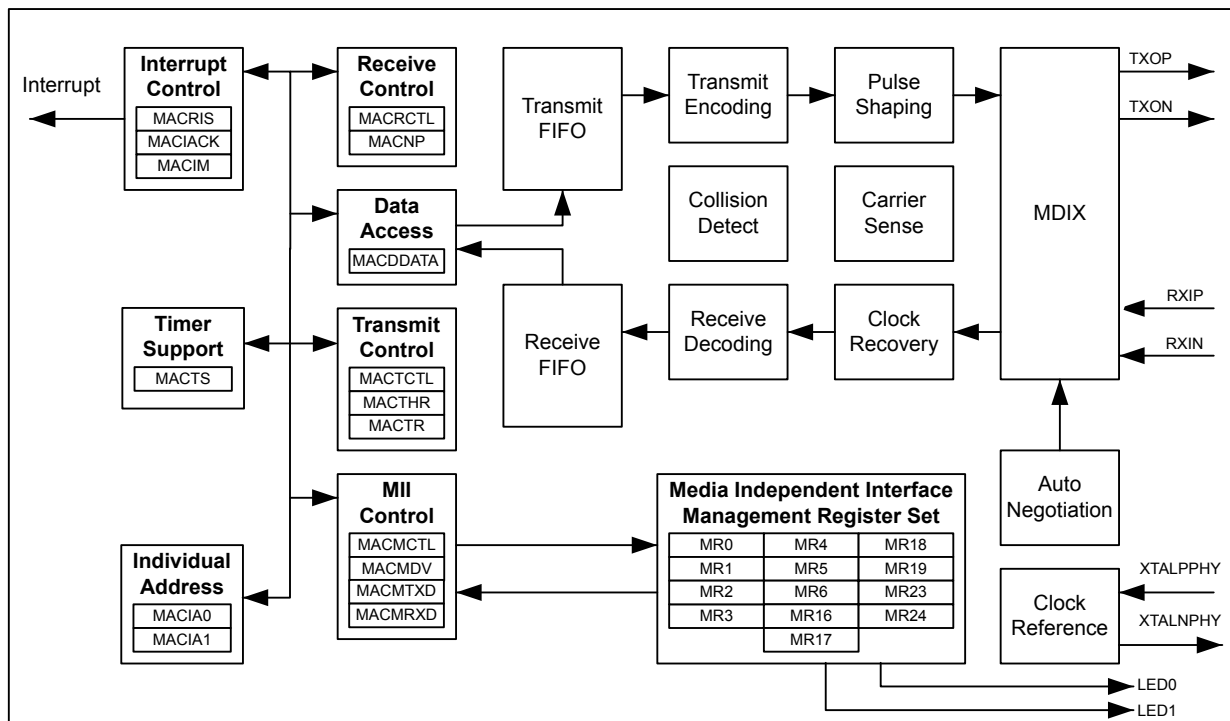 Interrupt
Interrupt
Control
MACRIS
MACIACK
MACIM
Receive
Control
MACRCTL
MACNP
Data
Access
MACDDATA
Timer
Support
MACTS
Transmit
Control
MACTCTL
MACTHR
MACTR
Individual
Address
MACIA0
MACIA1
MII
Control
MACMCTL
MACMDV
MACMTXD
MACMRXD
Transmit
FIFO
Transmit
Encoding
Pulse
Shaping
Collision
Detect
Carrier
Sense
Receive
FIFO
Receive
Decoding
Clock
Recovery
MDIX
TXOP
TXON
RXIP
RXIN
Auto
Negotiation
Media Independent Interface
Management Register Set
MR0 MR4 MR18
MR1 MR5 MR19
MR2 MR6 MR23
MR3 MR16 MR24
MR17
Clock
Reference
XTALPPHY
XTALNPHY
LED0
LED1